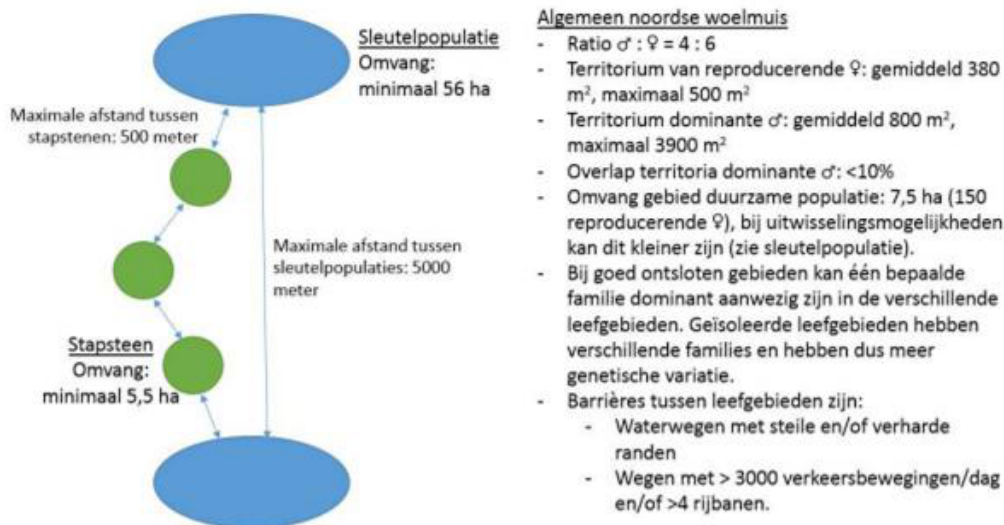 Sleutelpopulatie
Omvang:
minimaal 56 ha
Maximale afstand tussen
stapstenen: 500 meter
Maximale afstand tussen
sleutelpopulaties: 5000
meter
Stapsteen
Omvang:
minimaal 5,5 ha
Algemeen noordse woelmuis
- Ratio ♂ : ♀ = 4 : 6
- Territorium van reproducerende ♀: gemiddeld 380
m², maximaal 500 m²
- Territorium dominante ♂: gemiddeld 800 m²,
maximaal 3900 m²
- Overlap territoria dominante ♂: <10%
- Omvang gebied duurzame populatie: 7,5 ha (150
reproducerende ♀), bij uitwisselingsmogelijkheden
kan dit kleiner zijn (zie sleutelpopulatie).
- Bij goed ontsloten gebieden kan één bepaalde
familie dominant aanwezig zijn in de verschillende
leefgebieden. Geïsoleerde leefgebieden hebben
verschillende families en hebben dus meer
genetische variatie.
- Barrières tussen leefgebieden zijn:
- Waterwegen met steile en/of verharde
randen
- Wegen met > 3000 verkeersbewegingen/dag
en/of >4 rijbanen.